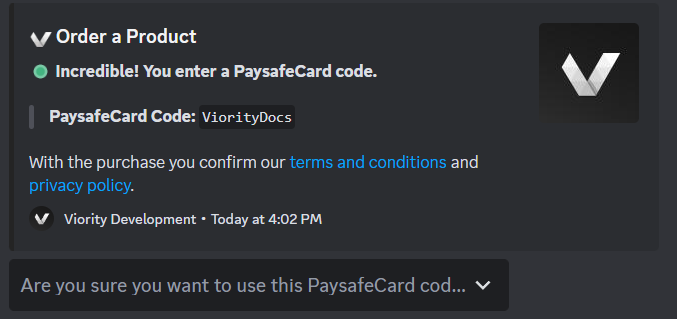 Order a Product
Incredible! You enter a PaysafeCard code.
PaysafeCard Code: ViorityDocs
With the purchase you confirm our terms and conditions and
privacy policy.
Viority Development • Today at 4:02 PM
Are you sure you want to use this PaysafeCard cod...